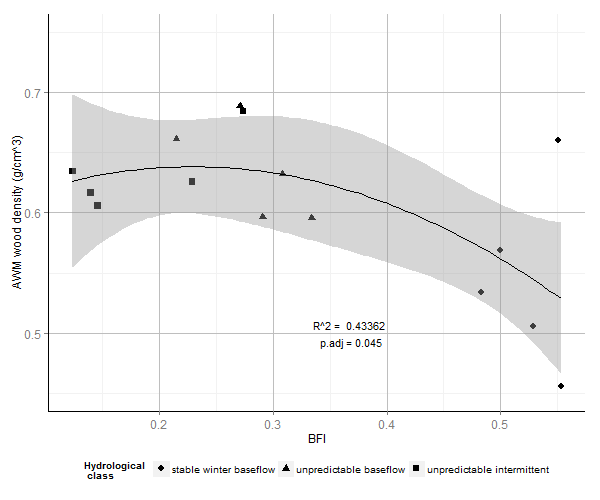 AWM wood density (g/cm^3)
0.7
0.6
0.5
R^2 = 0.43362
p.adj = 0.045
0.2 0.3 0.4 0.5
BFI
Hydrological
class
stable winter baseflow unpredictable baseflow unpredictable intermittent